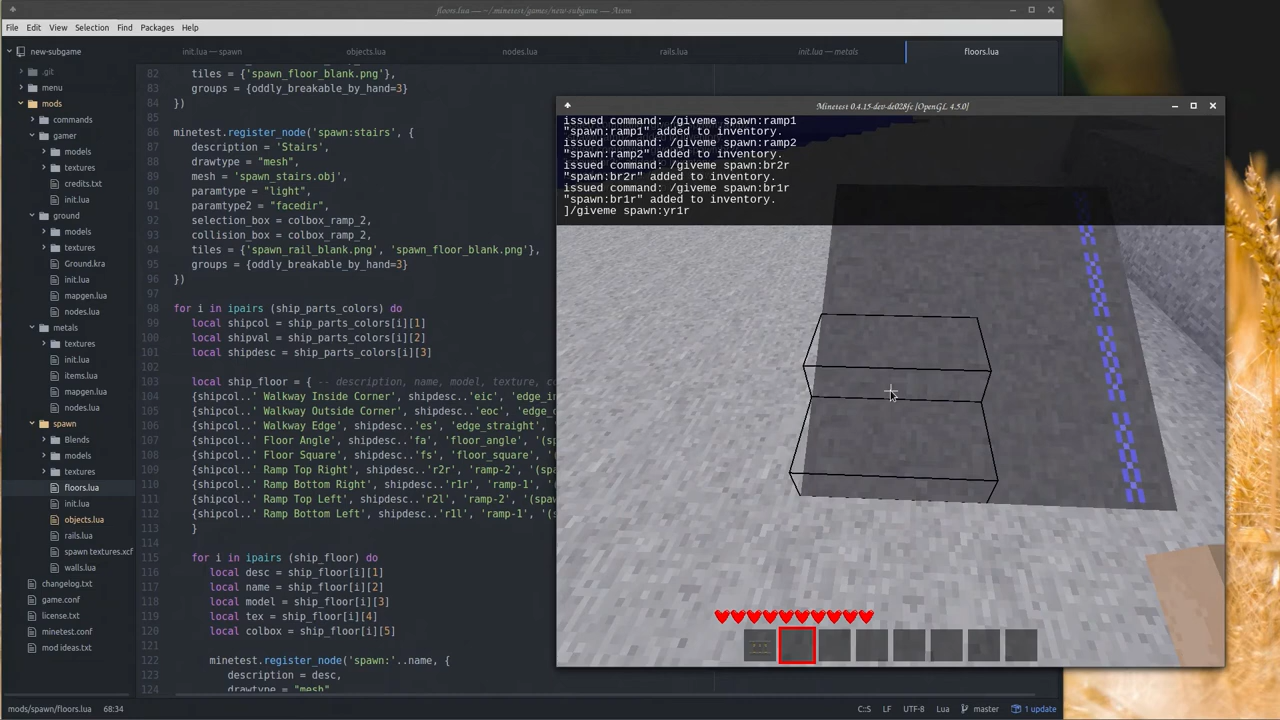 floors.lua — ~/minetest/games/new-subgame — Atom
File Edit View Selection Find Packages Help
new-subgame
init.lua — spawn objects.lua nodes.lua rails.lua init.lua — metals floors.lua
.git
menu
mods
commands
gamer
models
textures
credits.txt
init.lua
ground
models
textures
Ground.kra
init.lua
mapgen.lua
nodes.lua
metals
textures
init.lua
items.lua
mapgen.lua
nodes.lua
spawn
Blends
models
textures
floors.lua
init.lua
objects.lua
rails.lua
spawn textures.xcf
walls.lua
changelog.txt
game.conf
license.txt
minetest.conf
mod ideas.txt
82 tiles = {'spawn_floor_blank.png'},
83 groups = {oddly_breakable_by_hand=3}
84 })
85
86 minetest.register_node('spawn:stairs', {
87 description = 'Stairs',
88 drawtype = "mesh",
89 mesh = 'spawn_stairs.obj',
90 paramtype = "light",
91 paramtype2 = "facedir",
92 selection_box = colbox_ramp_2,
93 collision_box = colbox_ramp_2,
94 tiles = {'spawn_rail_blank.png', 'spawn_floor_blank.png'},
95 groups = {oddly_breakable_by_hand=3}
96 })
97
98 for i in ipairs (ship_parts_colors) do
99 local shipcol = ship_parts_colors[i][1]
100 local shipval = ship_parts_colors[i][2]
101 local shipdesc = ship_parts_colors[i][3]
102
103 local ship_floor = { -- description, name, model, texture, co
104 {shipcol..' Walkway Inside Corner', shipdesc..'eic', 'edge_in
105 {shipcol..' Walkway Outside Corner', shipdesc..'eoc', 'edge_o
106 {shipcol..' Walkway Edge', shipdesc..'es', 'edge_straight', '
107 {shipcol..' Floor Angle', shipdesc..'fa', 'floor_angle', '(sp
108 {shipcol..' Floor Square', shipdesc..'fs', 'floor_square', '(
109 {shipcol..' Ramp Top Right', shipdesc..'r2r', 'ramp-2', '(spa
110 {shipcol..' Ramp Bottom Right', shipdesc..'r1r', 'ramp-1', '(
111 {shipcol..' Ramp Top Left', shipdesc..'r2l', 'ramp-2', '(spaw
112 {shipcol..' Ramp Bottom Left', shipdesc..'r1l', 'ramp-1', '(s
113 }
114
115 for i in ipairs (ship_floor) do
116 local desc = ship_floor[i][1]
117 local name = ship_floor[i][2]
118 local model = ship_floor[i][3]
119 local tex = ship_floor[i][4]
120 local colbox = ship_floor[i][5]
121
122 minetest.register_node('spawn:'..name, {
123 description = desc,
124 drawtype = "mesh"
Minetest 0.4.15-dev-de028fc [OpenGL 4.5.0]
issued command: /giveme spawn:ramp1
"spawn:ramp1" added to inventory.
issued command: /giveme spawn:ramp2
"spawn:ramp2" added to inventory.
issued command: /giveme spawn:br2r
"spawn:br2r" added to inventory.
issued command: /giveme spawn:br1r
"spawn:br1r" added to inventory.
]/giveme spawn:yr1r
mods/spawn/floors.lua 68:34 C::S LF UTF-8 Lua master 1 update